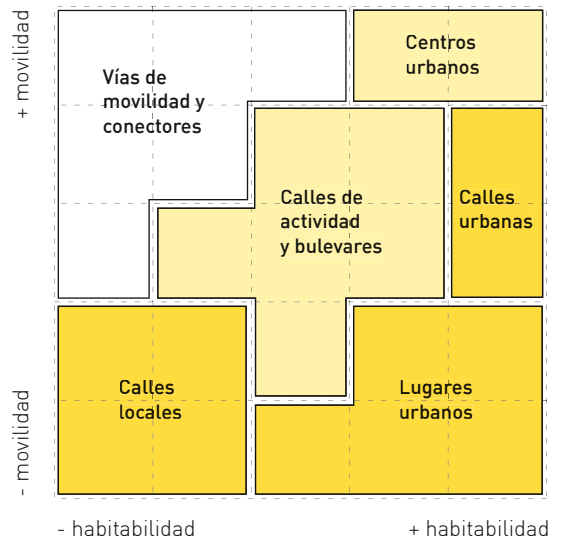 + movilidad
Vías de
movilidad y
conectores
Centros
urbanos
Calles de
actividad
y bulevares
Calles
urbanas
Calles
locales
Lugares
urbanos
- movilidad
- habitabilidad
+ habitabilidad